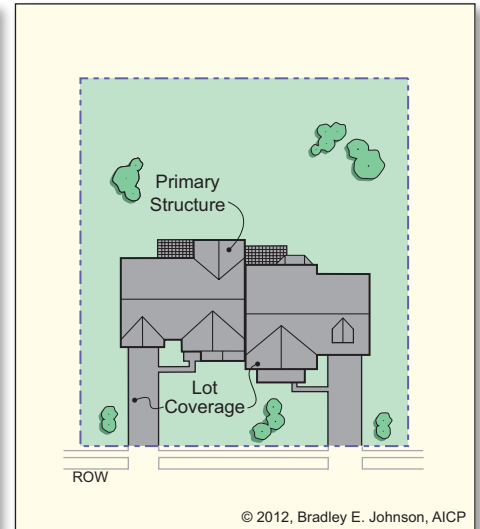 Primary
Structure
Lot
Coverage
ROW
© 2012, Bradley E. Johnson, AICP